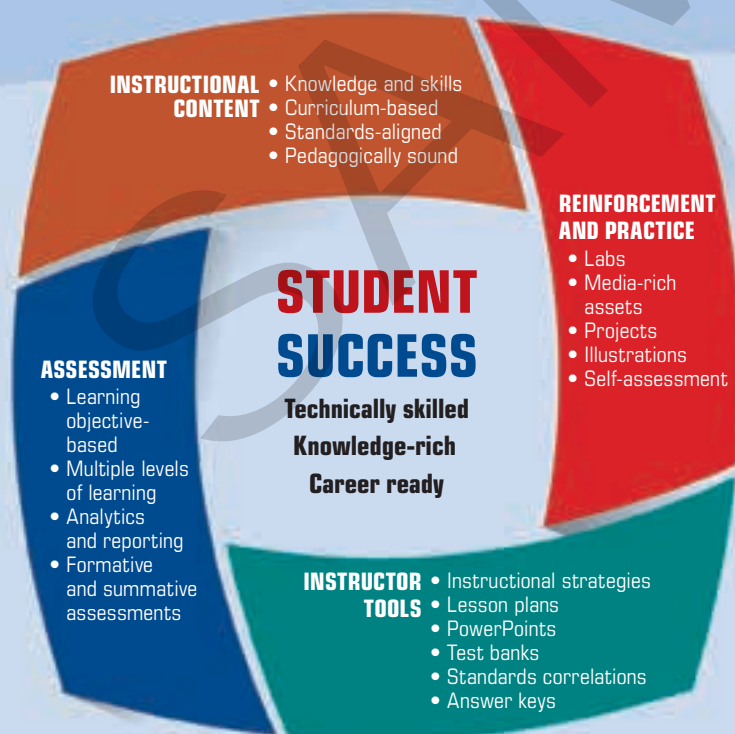 INSTRUCTIONAL
CONTENT
• Knowledge and skills
• Curriculum-based
• Standards-aligned
• Pedagogically sound
REINFORCEMENT
AND PRACTICE
• Labs
• Media-rich
assets
• Projects
• Illustrations
• Self-assessment
STUDENT
SUCCESS
Technically skilled
Knowledge-rich
Career ready
ASSESSMENT
• Learning
objective-
based
• Multiple levels
of learning
• Analytics
and reporting
• Formative
and summative
assessments
INSTRUCTOR
TOOLS
• Instructional strategies
• Lesson plans
• PowerPoints
• Test banks
• Standards correlations
• Answer keys